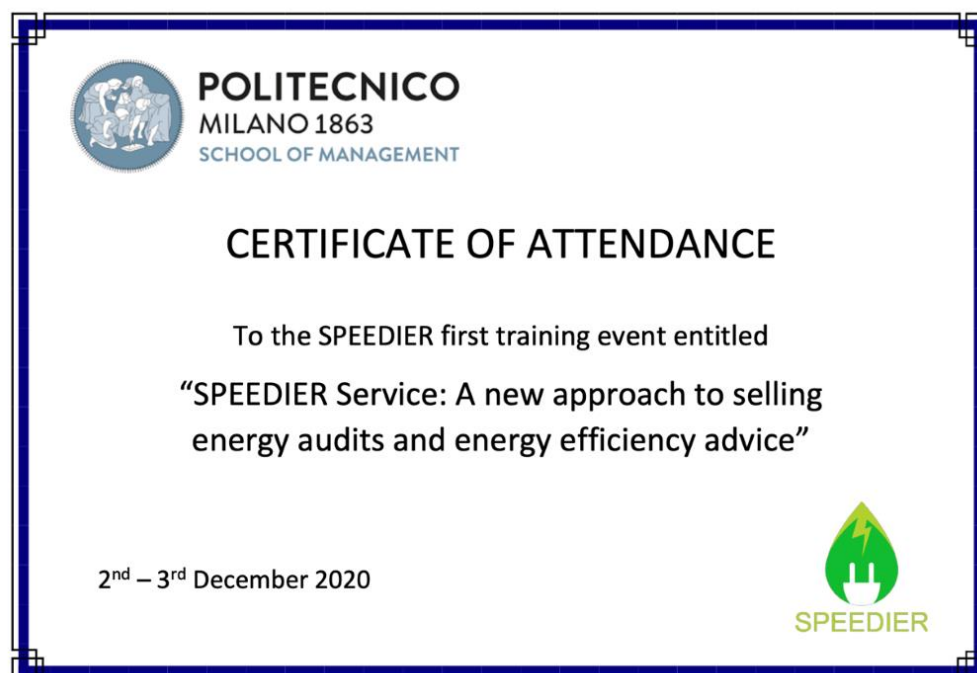 POLITECNICO
MILANO 1863
SCHOOL OF MANAGEMENT
CERTIFICATE OF ATTENDANCE
To the SPEEDIER first training event entitled
“SPEEDIER Service: A new approach to selling
energy audits and energy efficiency advice”
2nd – 3rd December 2020
SPEEDIER